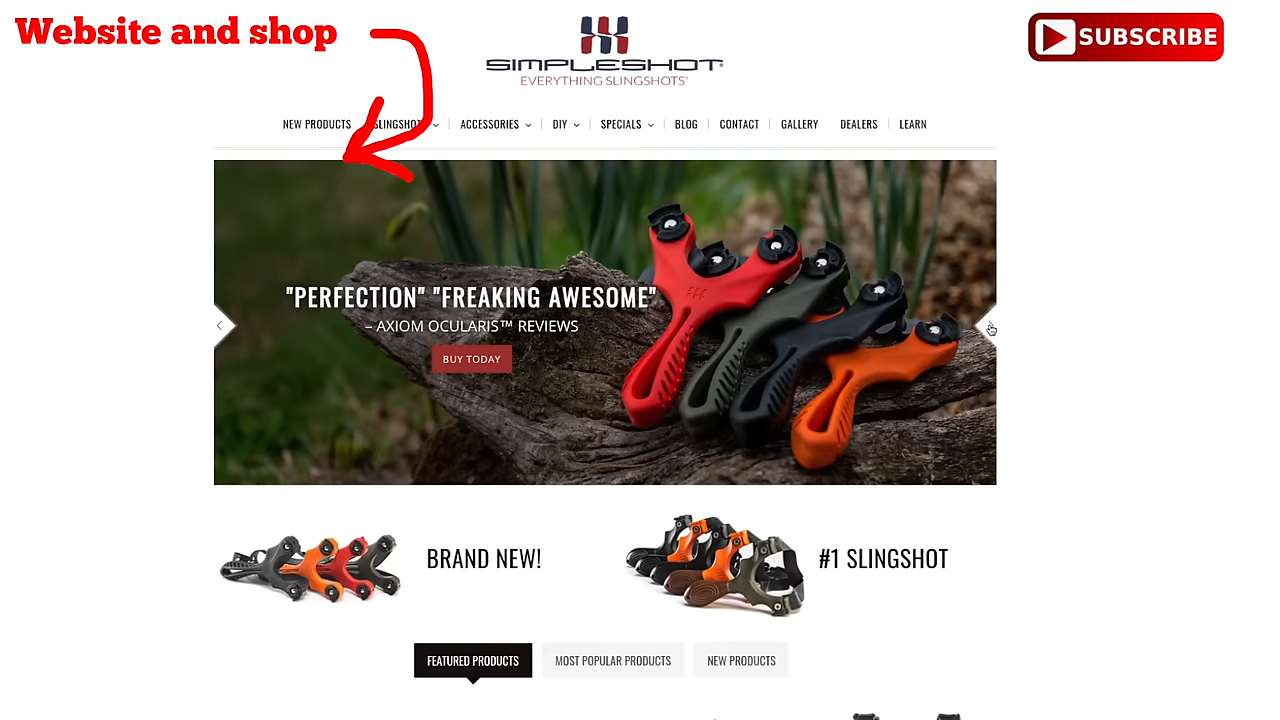 Website and shop
SUBSCRIBE
SIMPLESHOT®
EVERYTHING SLINGSHOTS®
NEW PRODUCTS SLINGSHOTS ACCESSORIES DIY SPECIALS BLOG CONTACT GALLERY DEALERS LEARN
"PERFECTION" "FREAKING AWESOME"
– AXIOM OCULARIS™ REVIEWS
BUY TODAY
BRAND NEW!
#1 SLINGSHOT
FEATURED PRODUCTS MOST POPULAR PRODUCTS NEW PRODUCTS